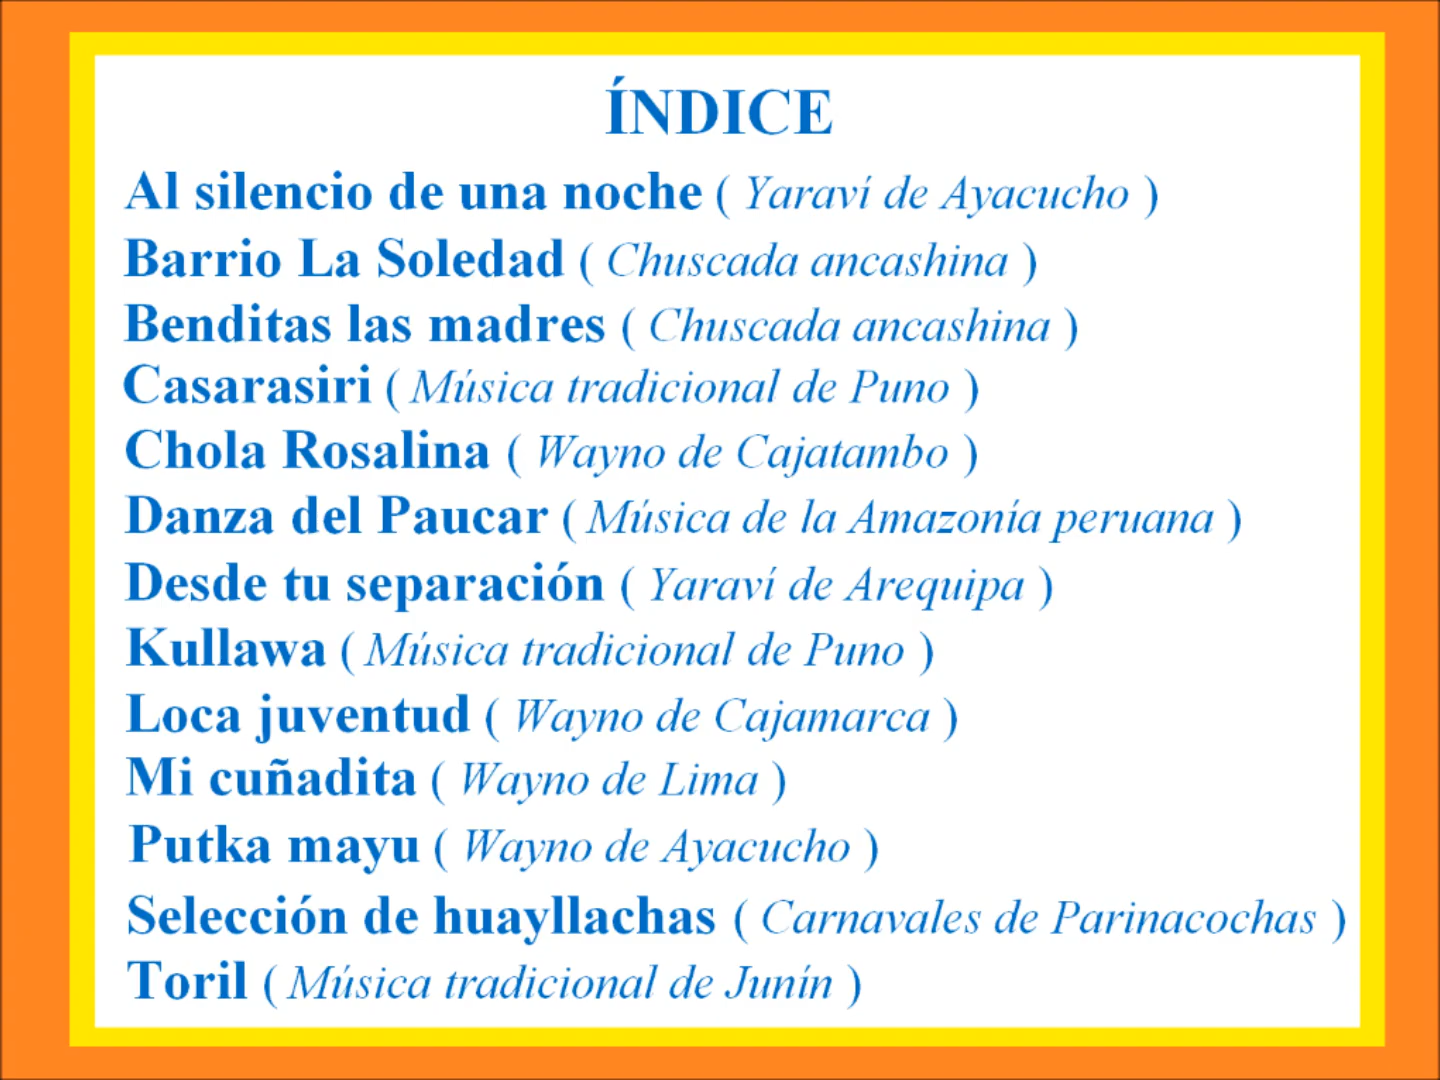 ÍNDICE
Al silencio de una noche ( Yaraví de Ayacucho )
Barrio La Soledad ( Chuscada ancashina )
Benditas las madres ( Chuscada ancashina )
Casarasiri ( Música tradicional de Puno )
Chola Rosalina ( Wayno de Cajatambo )
Danza del Paucar ( Música de la Amazonía peruana )
Desde tu separación ( Yaraví de Arequipa )
Kullawa ( Música tradicional de Puno )
Loca juventud ( Wayno de Cajamarca )
Mi cuñadita ( Wayno de Lima )
Putka mayu ( Wayno de Ayacucho )
Selección de huayllachas ( Carnavales de Parinacochas )
Toril ( Música tradicional de Junín )